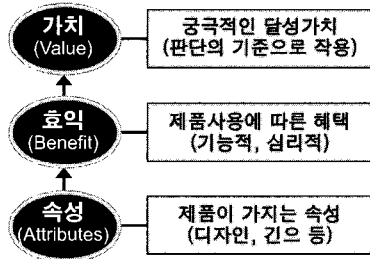 가치
(Value)
궁극적인 달성가치
(판단의 기준으로 작용)
효익
(Benefit)
제품사용에 따른 혜택
(기능적, 심리적)
속성
(Attributes)
제품이 가지는 속성
(디자인, 긴으 등)